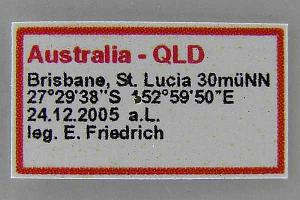 Australia - QLD
Brisbane, St. Lucia 30müNN
27°29'38"S 152°59'50"E
24.12.2005 a.L.
leg. E. Friedrich